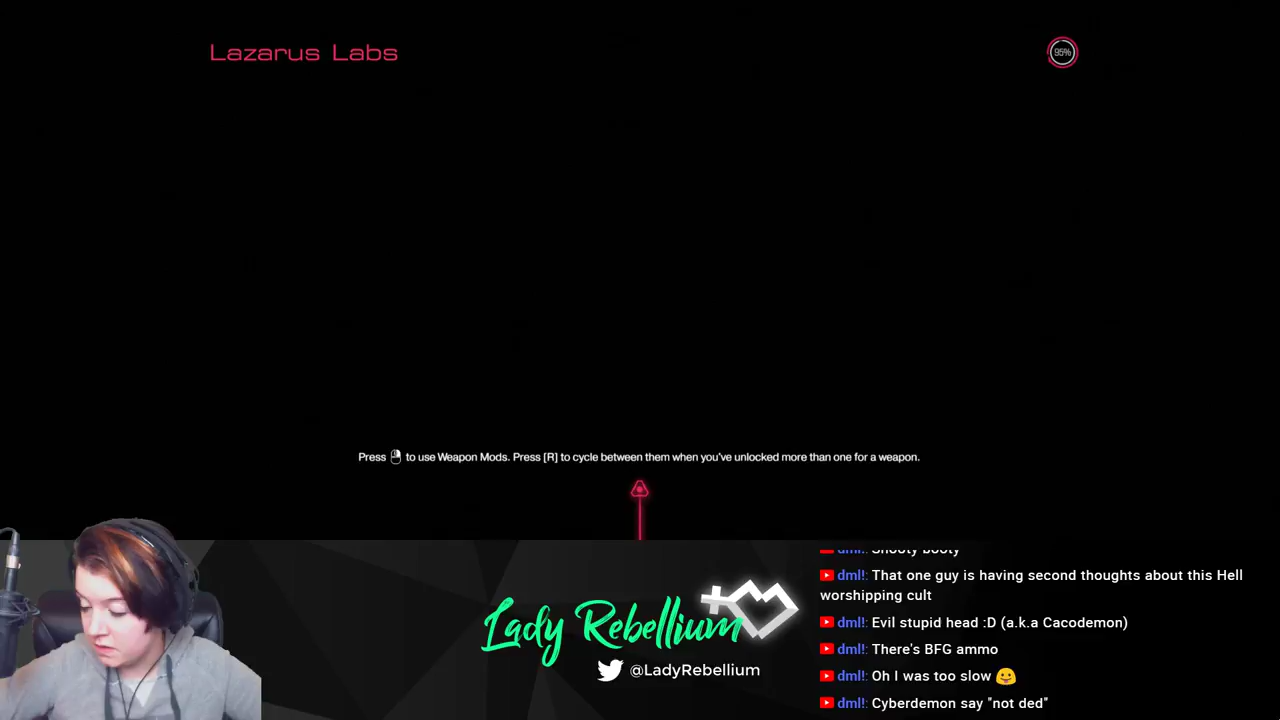 Lazarus Labs
95%
Press to use Weapon Mods. Press [R] to cycle between them when you've unlocked more than one for a weapon.
Lady Rebellium
@LadyRebellium
dml!: Shooty booty
dml!: That one guy is having second thoughts about this Hell
worshipping cult
dml!: Evil stupid head :D (a.k.a Cacodemon)
dml!: There's BFG ammo
dml!: Oh I was too slow 😛
dml!: Cyberdemon say "not ded"